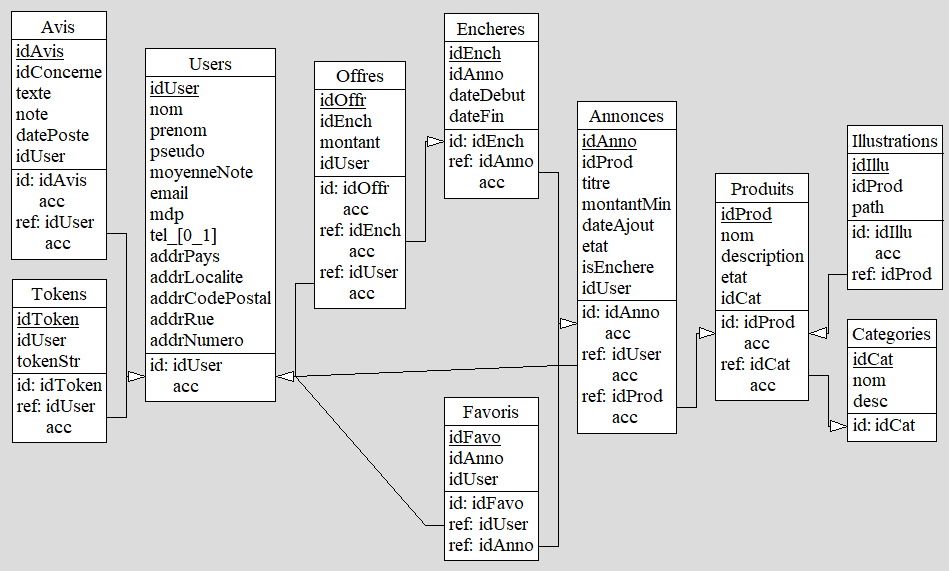 Avis
idAvis
idConcerne
texte
note
datePoste
idUser
id: idAvis
acc
ref: idUser
acc
Tokens
idToken
idUser
tokenStr
id: idToken
ref: idUser
acc
Users
idUser
nom
prenom
pseudo
moyenneNote
email
mdp
tel_[0_1]
addrPays
addrLocalite
addrCodePostal
addrRue
addrNumero
id: idUser
acc
Offres
idOffr
idEnch
montant
idUser
id: idOffr
acc
ref: idEnch
acc
ref: idUser
acc
Encheres
idEnch
idAnno
dateDebut
dateFin
id: idEnch
ref: idAnno
acc
Favoris
idFavo
idAnno
idUser
id: idFavo
ref: idUser
ref: idAnno
Annonces
idAnno
idProd
titre
montantMin
dateAjout
etat
isEnchere
idUser
id: idAnno
acc
ref: idUser
acc
ref: idProd
acc
Produits
idProd
nom
description
etat
idCat
id: idProd
acc
ref: idCat
acc
Illustrations
idIllu
idProd
path
id: idIllu
acc
ref: idProd
Categories
idCat
nom
desc
id: idCat